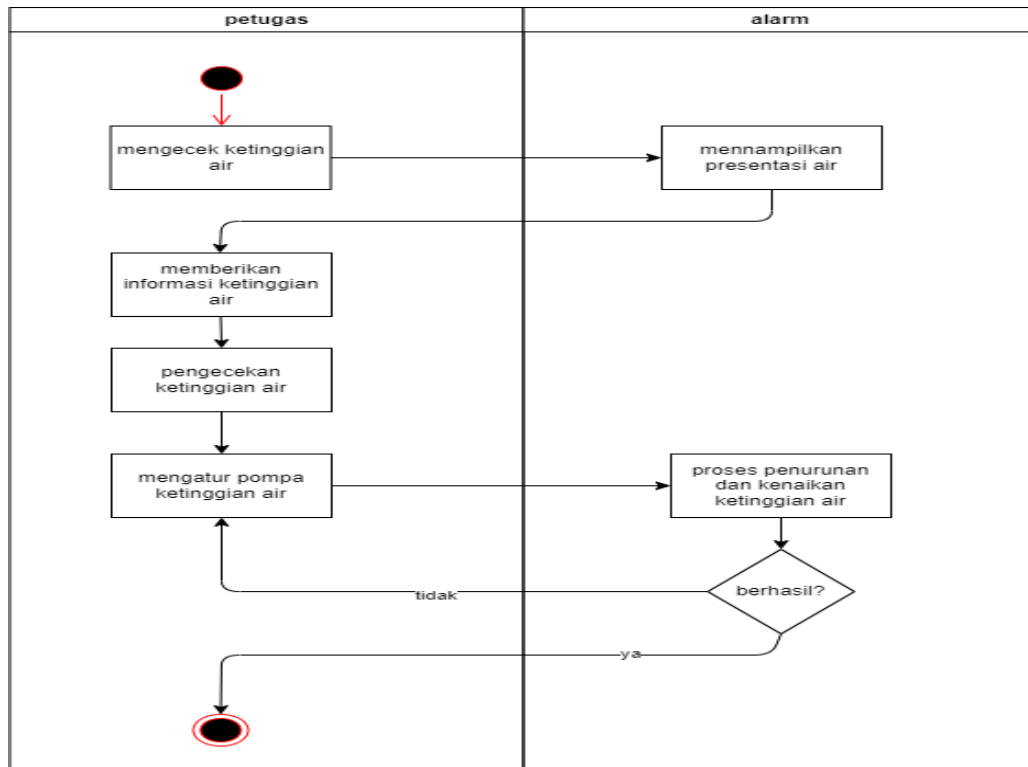 petugas
alarm
mengecek ketinggian
air
mennampilkan
presentasi air
memberikan
informasi ketinggian
air
pengecekan
ketinggian air
mengatur pompa
ketinggian air
proses penurunan
dan kenaikan
ketinggian air
berhasil?
tidak
ya